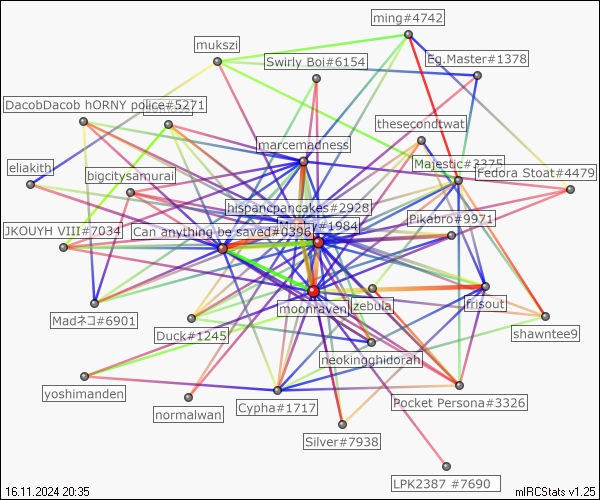 ming#4742
mukszi
Eg.Master#1378
Swirly Boi#6154
DacobDacob hORNY police#5271
thesecondtwat
marcemadness
Majestic#3375
eliakith
Fedora Stoat#4479
bigcitysamurai
hispancpancakes#2928
Pikabro#9971
#1984
JKOUYH VIII#7034
Can anything be saved#0396
moonraven
zebula
frisout
Madネコ#6901
Duck#1245
shawntee9
neokingghidorah
yoshimanden
Cypha#1717
Pocket Persona#3326
normalwan
Silver#7938
LPK2387 #7690
16.11.2024 20:35
mIRCStats v1.25